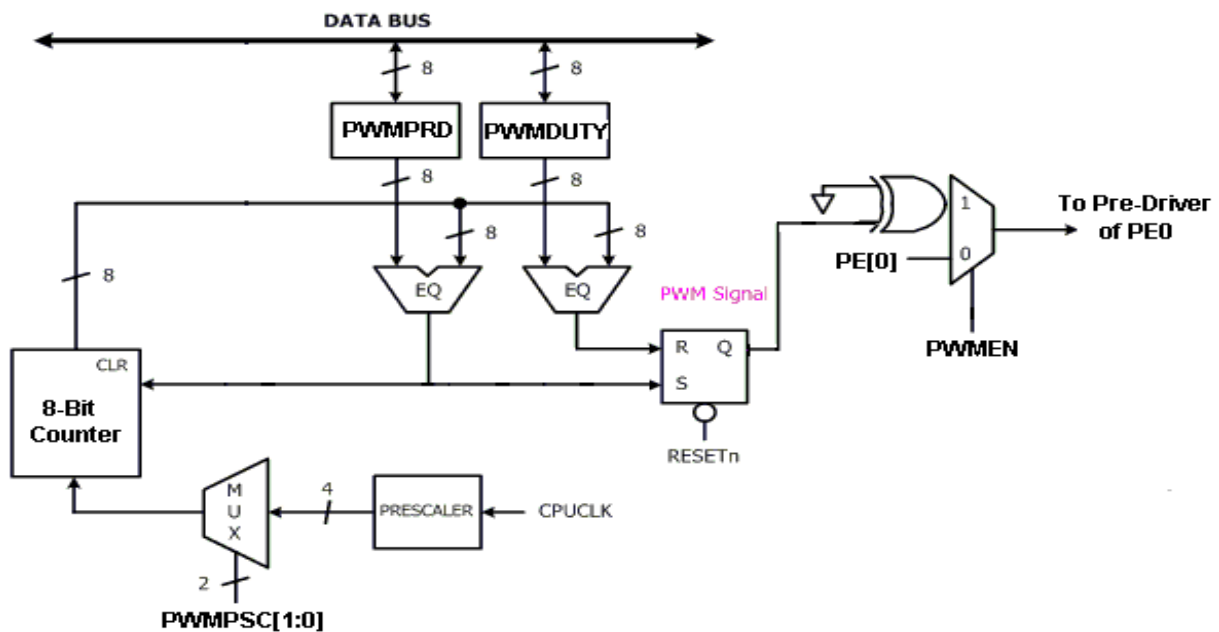 DATA BUS
8
8
PWMPRD
PWMDUTY
8
8
1
To Pre-Driver
of PE0
8
8
PE[0]
0
8
EQ
EQ
PWM Signal
PWMEN
CLR
R
Q
S
8-Bit
Counter
RESETn
M
U
X
4
PRESCALER
CPUCLK
2
PWMPSC[1:0]